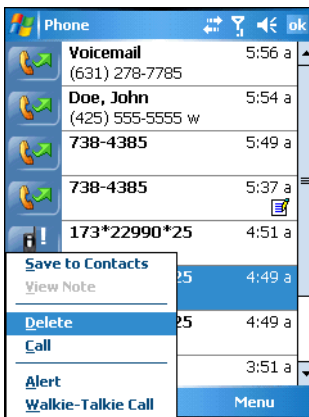 Phone ok
Voicemail 5:56 a
(631) 278-7785
Doe, John 5:54 a
(425) 555-5555 w
738-4385 5:49 a
738-4385 5:37 a
173*22990*25 4:51 a
Save to Contacts
25 4:49 a
View Note
Delete
25 4:49 a
Call
3:51 a
Alert
Walkie-Talkie Call Menu